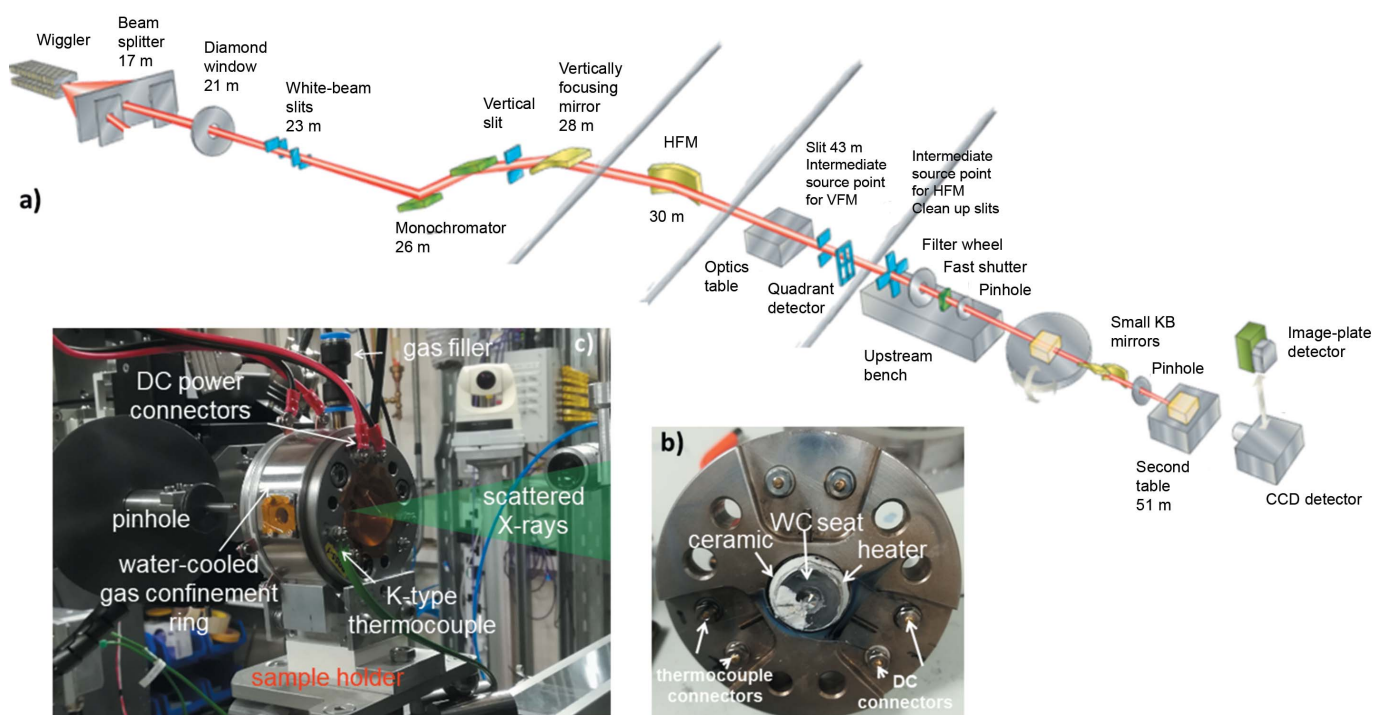 Wiggler
Beam
splitter
17 m
Diamond
window
21 m
White-beam
slits
23 m
Monochromator
26 m
Vertical
slit
Vertically
focusing
mirror
28 m
HFM
30 m
Optics
table
Slit 43 m
Intermediate
source point
for VFM
Quadrant
detector
Intermediate
source point
for HFM
Clean up slits
Filter wheel
Fast shutter
Pinhole
Upstream
bench
Small KB
mirrors
Pinhole
Second
table
51 m
Image-plate
detector
CCD detector
a)
c)
gas filler
DC power
connectors
pinhole
scattered
X-rays
water-cooled
gas confinement
ring
K-type
thermocouple
sample holder
b)
WC seat
ceramic
heater
thermocouple
connectors
DC
connectors